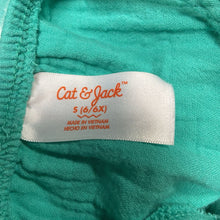 Cat & Jack™
S (6/6X)
MADE IN VIETNAM
HECHO EN VIETNAM